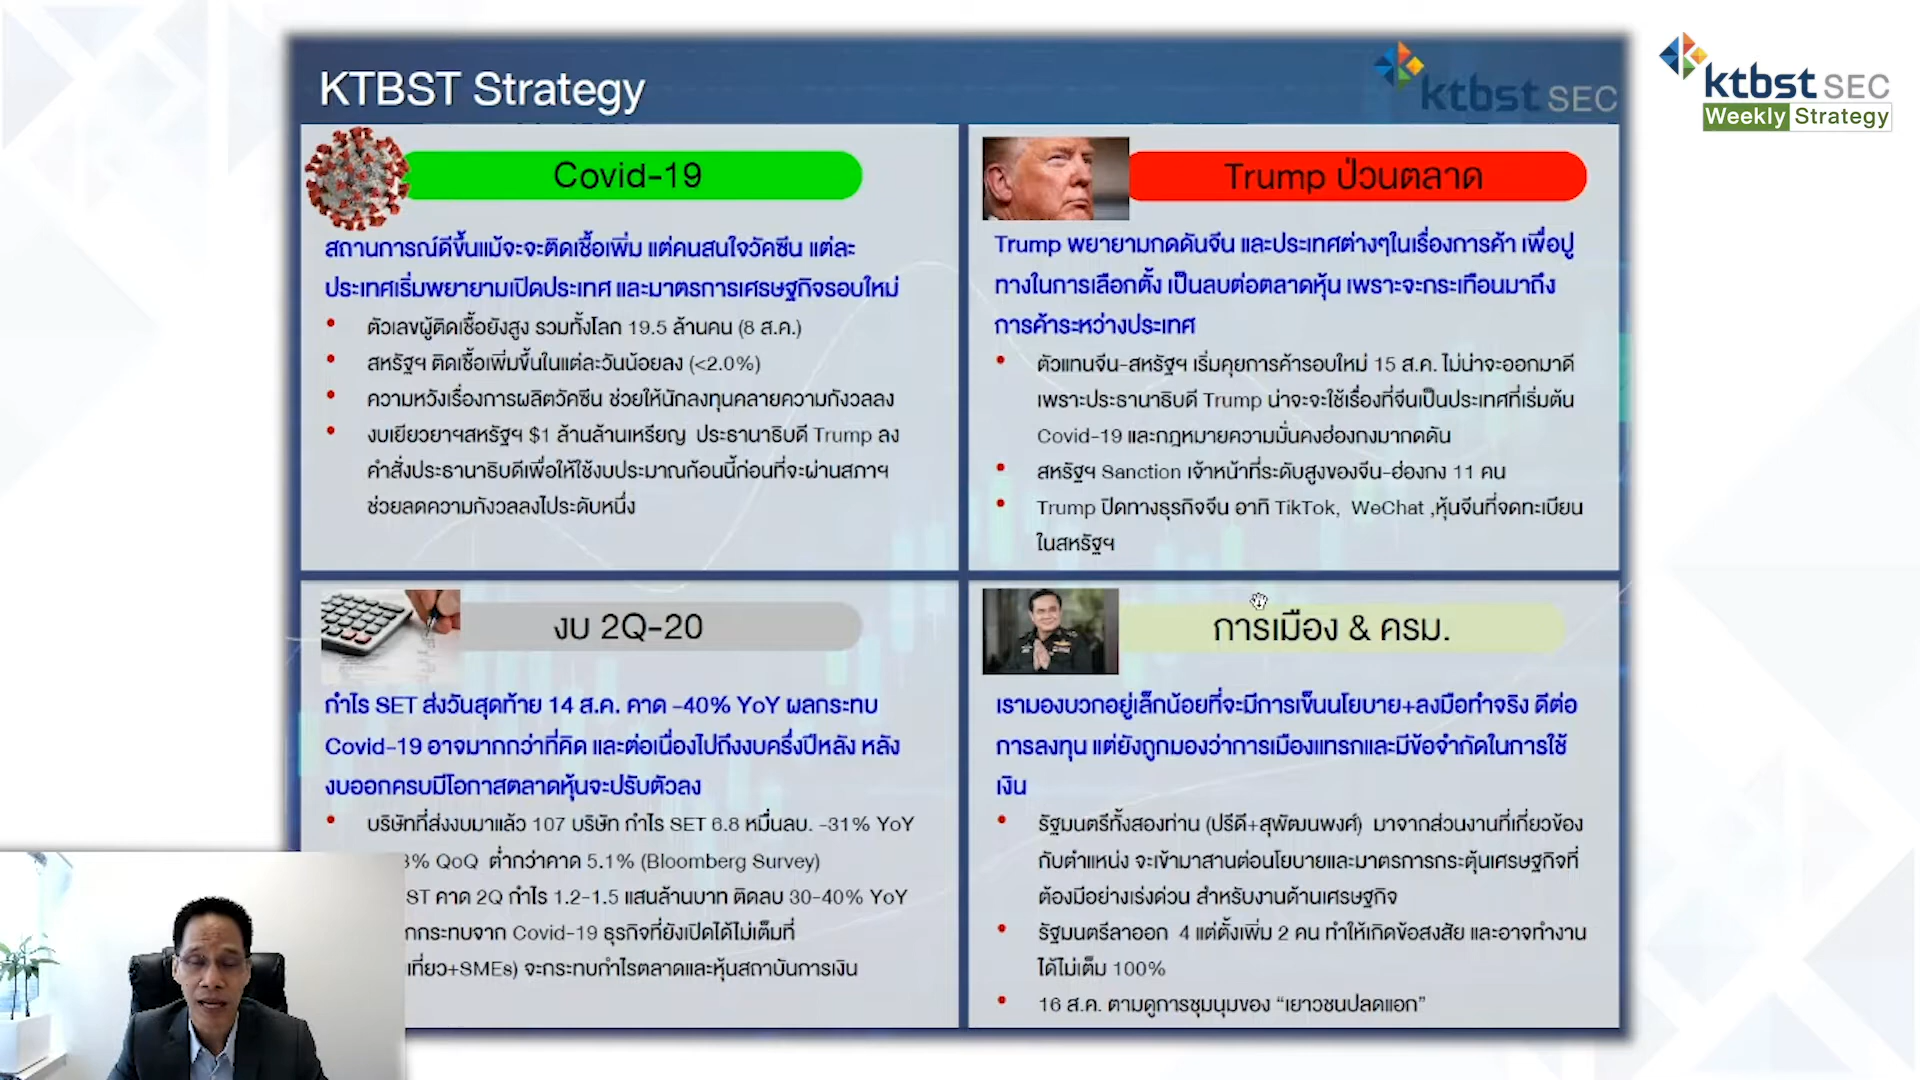 KTBST Strategy
ktbst SEC
ktbst SEC
Weekly Strategy
Covid-19
สถานการณ์ดีขึ้นแม้จะจะติดเชื้อเพิ่ม แต่คนสนใจวัคซีน แต่ละ
ประเทศเริ่มพยายามเปิดประเทศ และมาตรการเศรษฐกิจรอบใหม่
• ตัวเลขผู้ติดเชื้อยังสูง รวมทั้งโลก 19.5 ล้านคน (8 ส.ค.)
• สหรัฐฯ ติดเชื้อเพิ่มขึ้นในแต่ละวันน้อยลง (<2.0%)
• ความหวังเรื่องการผลิตวัคซีน ช่วยให้นักลงทุนคลายความกังวลลง
• งบเยียวยาฯสหรัฐฯ $1 ล้านล้านเหรียญ ประธานาธิบดี Trump ลง
คำสั่งประธานาธิบดีเพื่อให้ใช้งบประมาณก้อนนี้ก่อนที่จะผ่านสภาฯ
ช่วยลดความกังวลลงไประดับหนึ่ง
Trump ป่วนตลาด
Trump พยายามกดดันจีน และประเทศต่างๆในเรื่องการค้า เพื่อปู
ทางในการเลือกตั้ง เป็นลบต่อตลาดหุ้น เพราะจะกระเทือนมาถึง
การค้าระหว่างประเทศ
• ตัวแทนจีน-สหรัฐฯ เริ่มคุยการค้ารอบใหม่ 15 ส.ค. ไม่น่าจะออกมาดี
เพราะประธานาธิบดี Trump น่าจะจะใช้เรื่องที่จีนเป็นประเทศที่เริ่มต้น
Covid-19 และกฎหมายความมั่นคงฮ่องกงมากดดัน
• สหรัฐฯ Sanction เจ้าหน้าที่ระดับสูงของจีน-ฮ่องกง 11 คน
• Trump ปิดทางธุรกิจจีน อาทิ TikTok, WeChat ,หุ้นจีนที่จดทะเบียน
ในสหรัฐฯ
งบ 2Q-20
กำไร SET ส่งวันสุดท้าย 14 ส.ค. คาด -40% YoY ผลกระทบ
Covid-19 อาจมากกว่าที่คิด และต่อเนื่องไปถึงงบครึ่งปีหลัง หลัง
งบออกครบมีโอกาสตลาดหุ้นจะปรับตัวลง
• บริษัทที่ส่งงบมาแล้ว 107 บริษัท กำไร SET 6.8 หมื่นลบ. -31% YoY
3% QoQ ต่ำกว่าคาด 5.1% (Bloomberg Survey)
ST คาด 2Q กำไร 1.2-1.5 แสนล้านบาท ติดลบ 30-40% YoY
กกระทบจาก Covid-19 ธุรกิจที่ยังเปิดได้ไม่เต็มที่
เที่ยว+SMEs) จะกระทบกำไรตลาดและหุ้นสถาบันการเงิน
การเมือง & ครม.
เรามองบวกอยู่เล็กน้อยที่จะมีการเข็นนโยบาย+ลงมือทำจริง ดีต่อ
การลงทุน แต่ยังถูกมองว่าการเมืองแทรกและมีข้อจำกัดในการใช้
เงิน
• รัฐมนตรีทั้งสองท่าน (ปรีดี+สุพัฒนพงศ์) มาจากส่วนงานที่เกี่ยวข้อง
กับตำแหน่ง จะเข้ามาสานต่อนโยบายและมาตรการกระตุ้นเศรษฐกิจที่
ต้องมีอย่างเร่งด่วน สำหรับงานด้านเศรษฐกิจ
• รัฐมนตรีลาออก 4 แต่ตั้งเพิ่ม 2 คน ทำให้เกิดข้อสงสัย และอาจทำงาน
ได้ไม่เต็ม 100%
• 16 ส.ค. ตามดูการชุมนุมของ “เยาวชนปลดแอก”